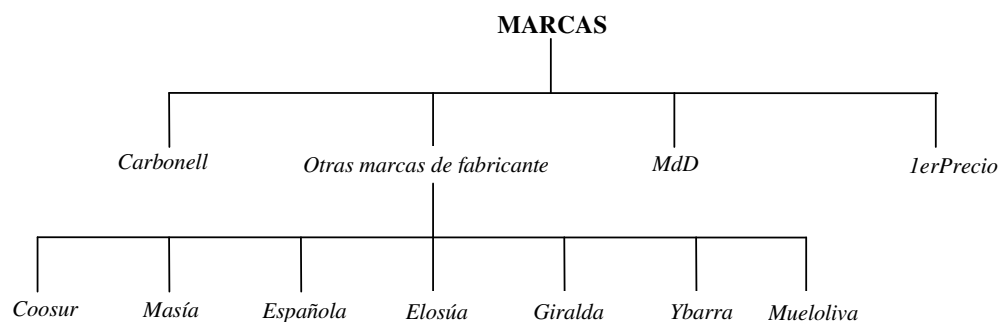 MARCAS
Carbonell Otras marcas de fabricante MdD 1erPrecio
Coosur Masía Española Elosúa Giralda Ybarra Mueloliva